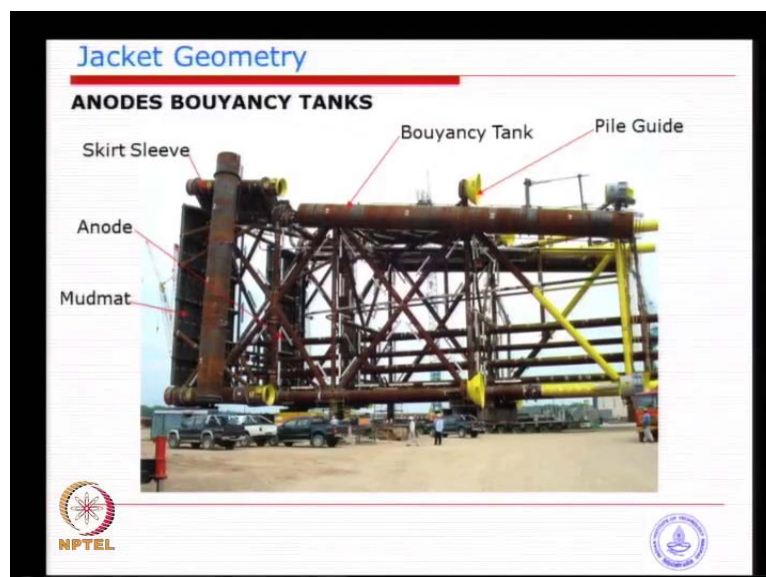 Jacket Geometry
ANODES BOUYANCY TANKS
Bouyancy Tank
Pile Guide
Skirt Sleeve
Anode
Mudmat
NPTEL